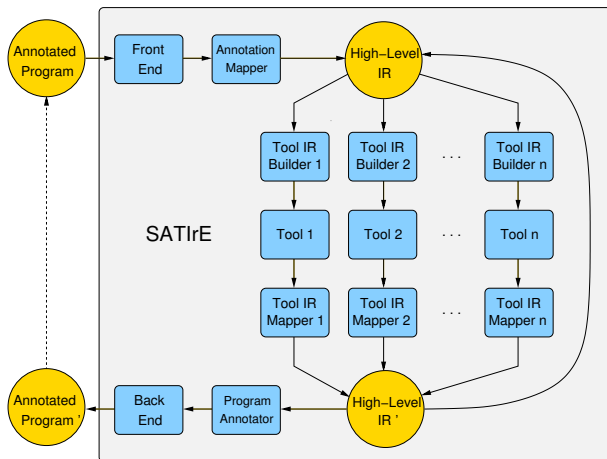 Annotated
Program
Front
End
Annotation
Mapper
High-Level
IR
Tool IR
Builder 1
Tool IR
Builder 2
. . .
Tool IR
Builder n
SATIrE
Tool 1
Tool 2
. . .
Tool n
Tool IR
Mapper 1
Tool IR
Mapper 2
. . .
Tool IR
Mapper n
Annotated
Program '
Back
End
Program
Annotator
High-Level
IR '